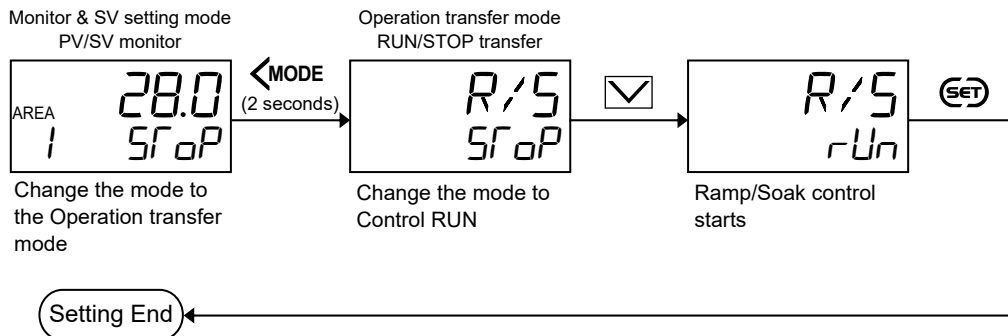 Monitor & SV setting mode
PV/SV monitor
AREA
28.0
1
SToP
Change the mode to
the Operation transfer
mode
<MODE
(2 seconds)
Operation transfer mode
RUN/STOP transfer
R/S
SToP
Change the mode to
Control RUN
R/S
rUn
Ramp/Soak control
starts
SET
Setting End